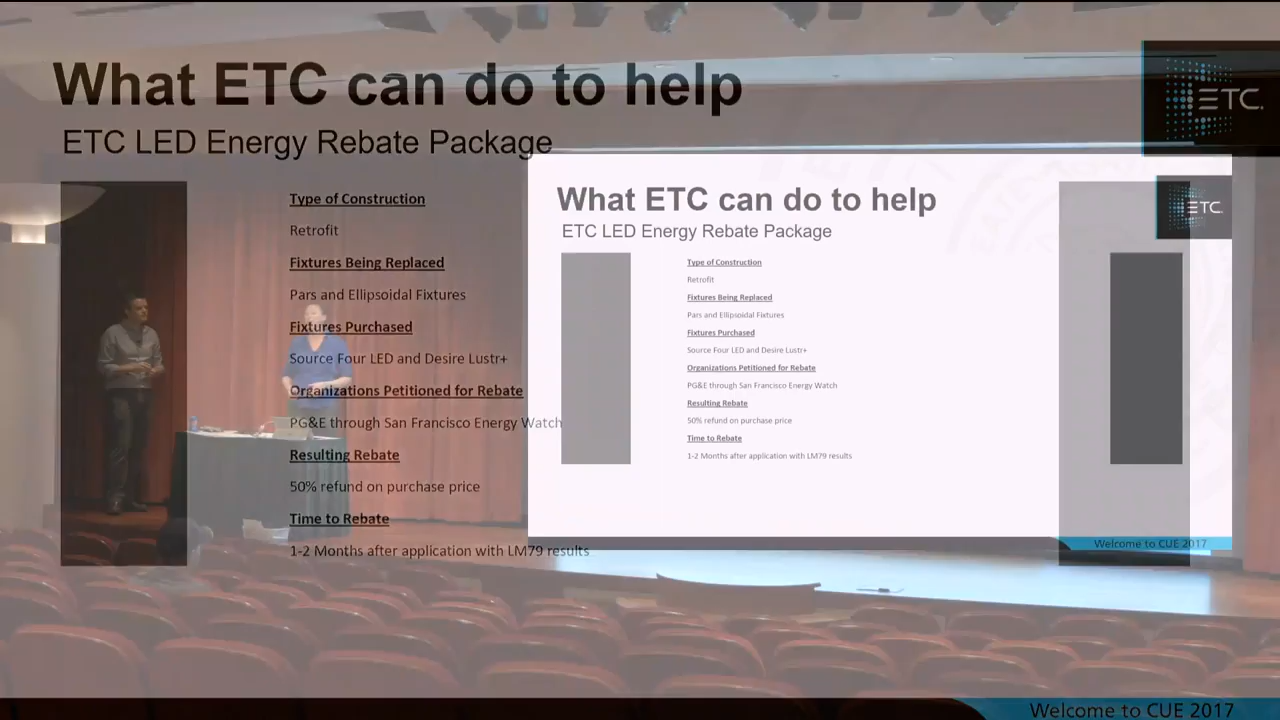 What ETC can do to help
ETC LED Energy Rebate Package
ETC
Type of Construction
Retrofit
Fixtures Being Replaced
Pars and Ellipsoidal Fixtures
Fixtures Purchased
Source Four LED and Desire Lustr+
Organizations Petitioned for Rebate
PG&E through San Francisco Energy Watch
Resulting Rebate
50% refund on purchase price
Time to Rebate
1-2 Months after application with LM79 results
Welcome to CUE 2017
What ETC can do to help
ETC LED Energy Rebate Package
ETC
Type of Construction
Retrofit
Fixtures Being Replaced
Pars and Ellipsoidal Fixtures
Fixtures Purchased
Source Four LED and Desire Lustr+
Organizations Petitioned for Rebate
PG&E through San Francisco Energy Watch
Resulting Rebate
50% refund on purchase price
Time to Rebate
1-2 Months after application with LM79 results
Welcome to CUE 2017